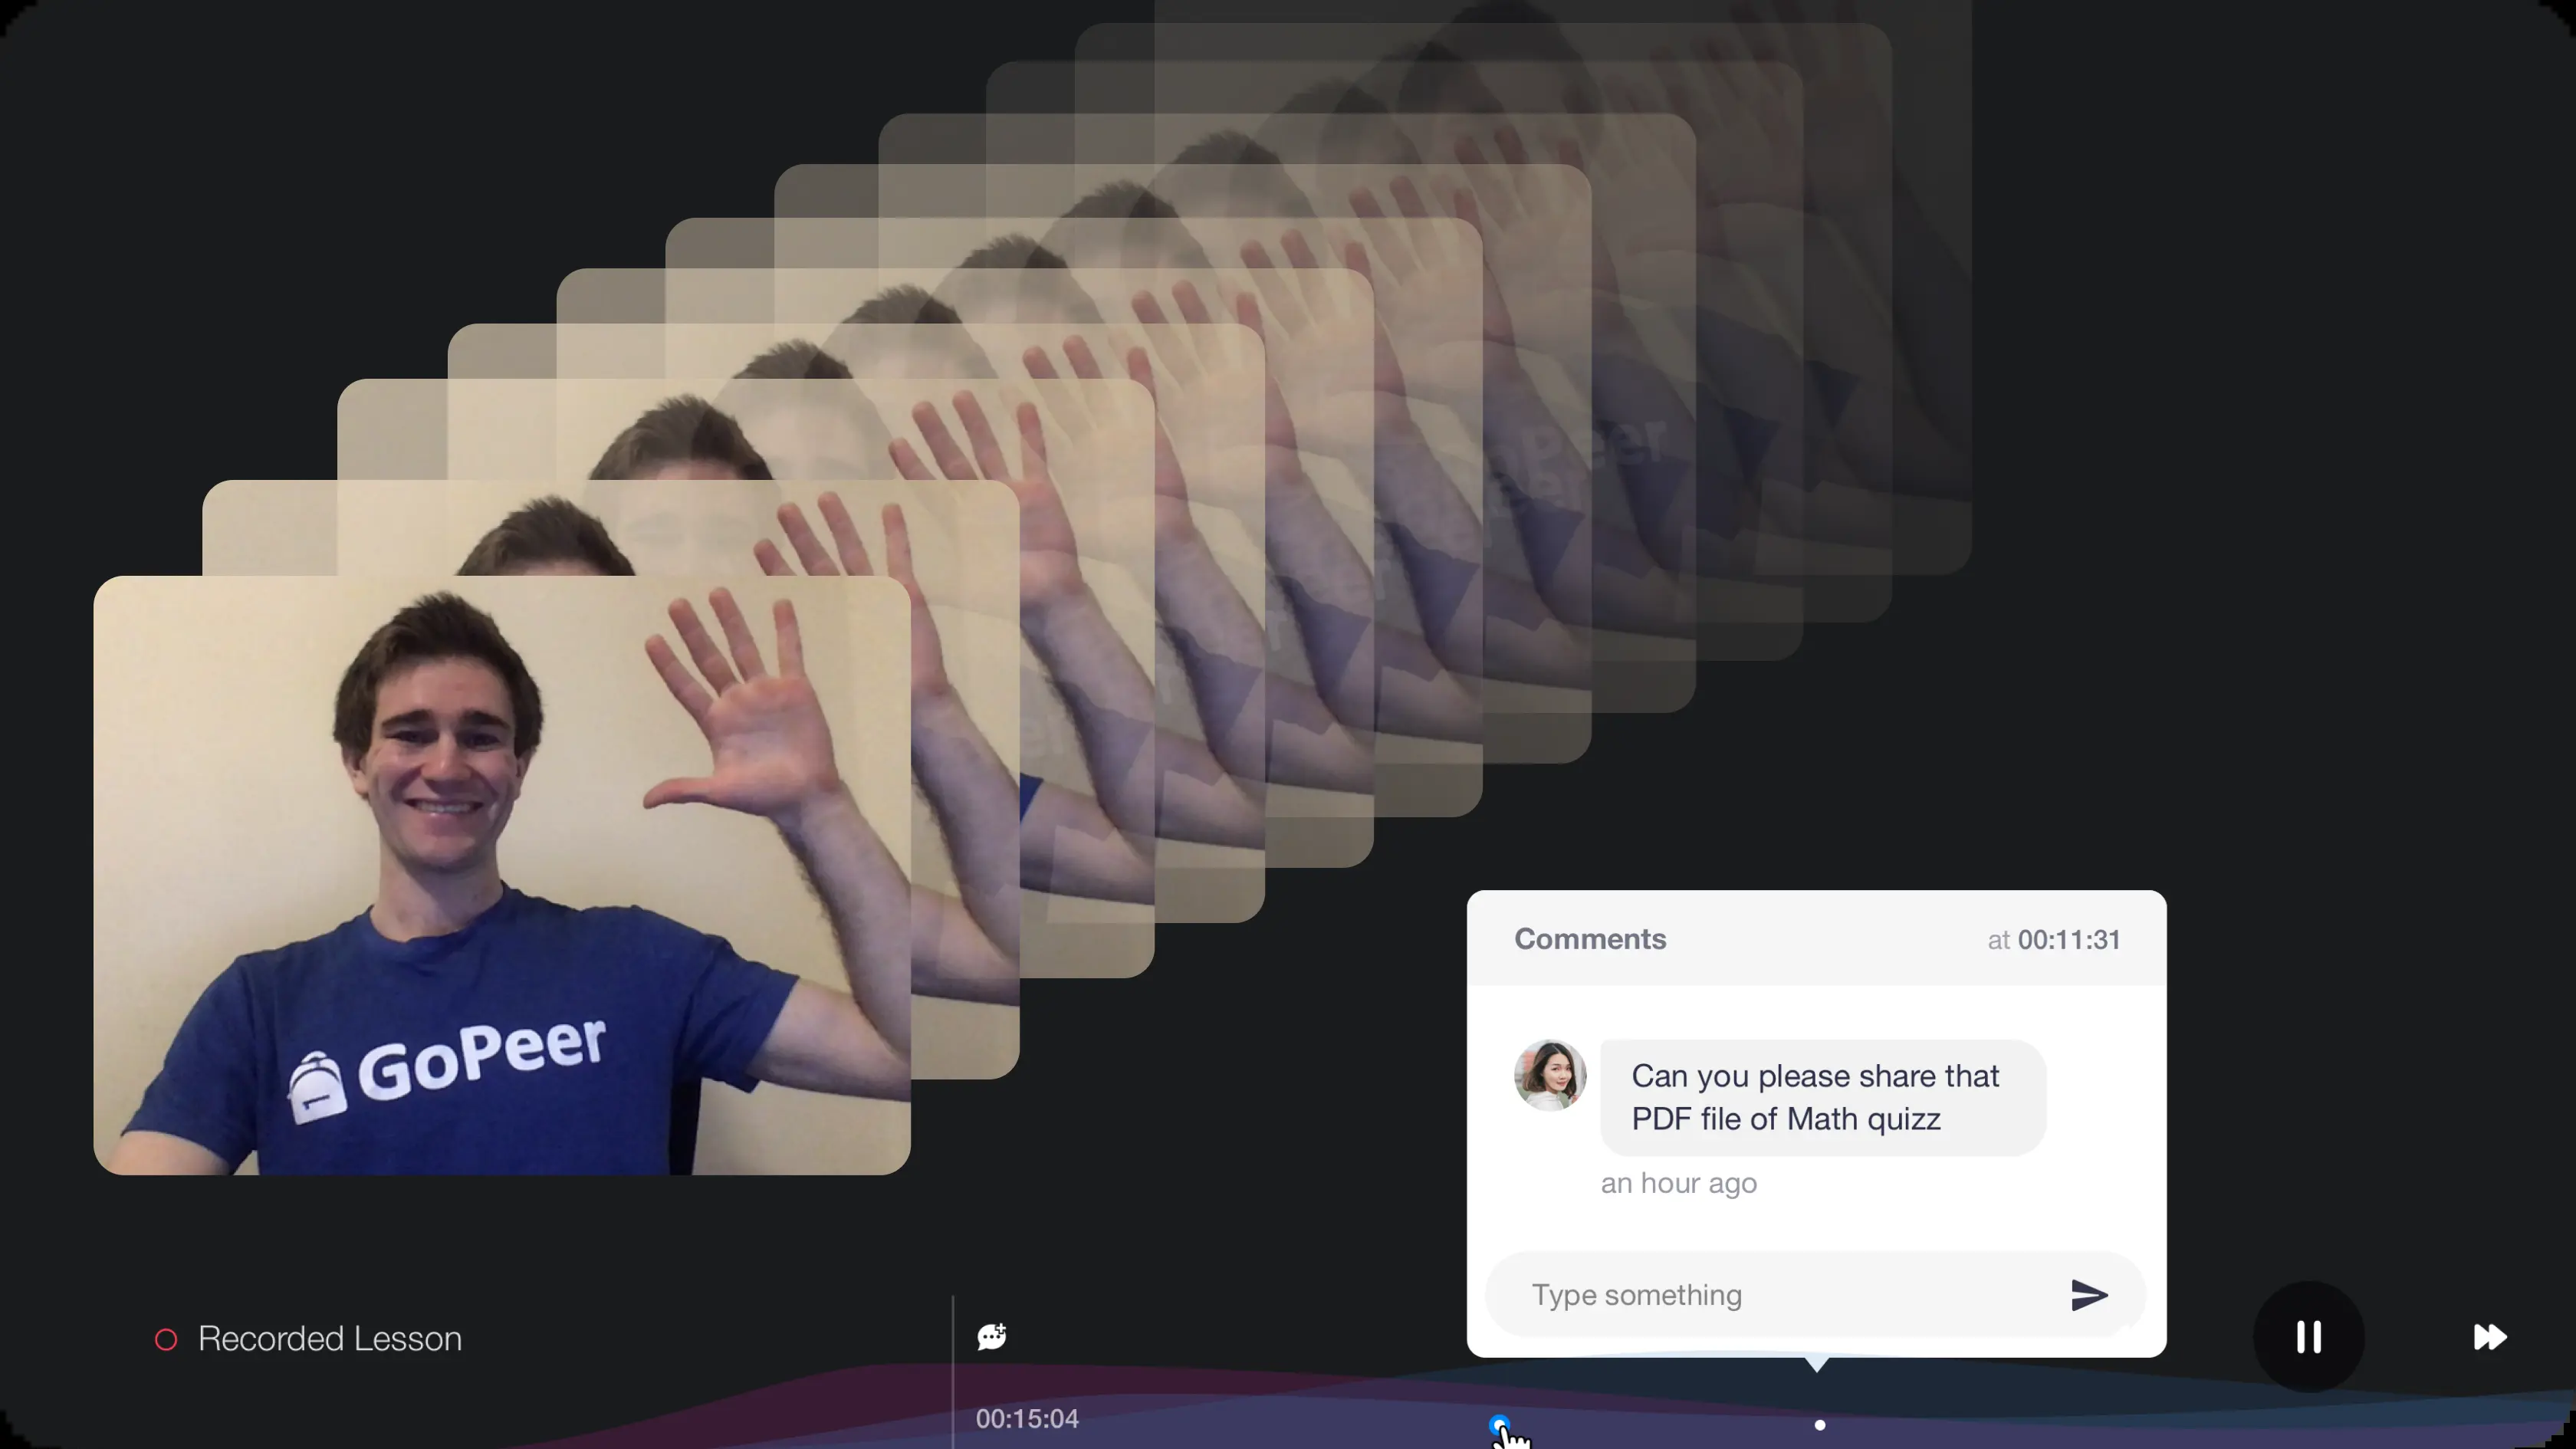 GoPeer
Comments
at 00:11:31
Can you please share that
PDF file of Math quizz
an hour ago
Type something
Recorded Lesson
00:15:04